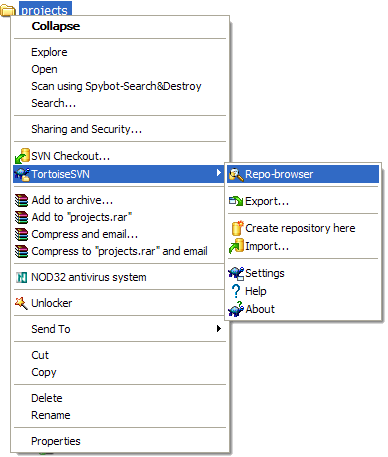 projects
Collapse
Explore
Open
Scan using Spybot-Search&Destroy
Search...
Sharing and Security...
SVN Checkout...
TortoiseSVN
Add to archive...
Add to "projects.rar"
Compress and email...
Compress to "projects.rar" and email
NOD32 antivirus system
Unlocker
Send To
Cut
Copy
Delete
Rename
Properties
Repo-browser
Export...
Create repository here
Import...
Settings
Help
About